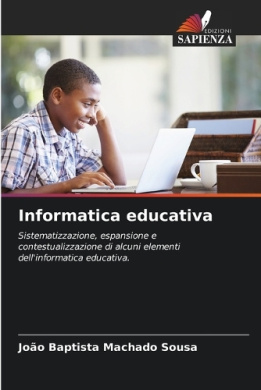 EDIZIONI
SAPIENZA
Informatica educativa
Sistematizzazione, espansione e
contestualizzazione di alcuni elementi
dell'informatica educativa.
João Baptista Machado Sousa